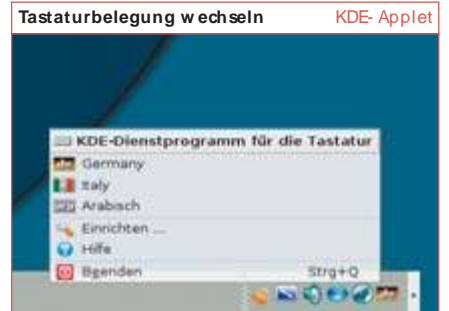 Tastaturbelegung wechseln KDE-Applet
KDE-Dienstprogramm für die Tastatur
Germany
Italy
Arabisch
Einrichten ...
Hilfe
Beenden Strg+Q